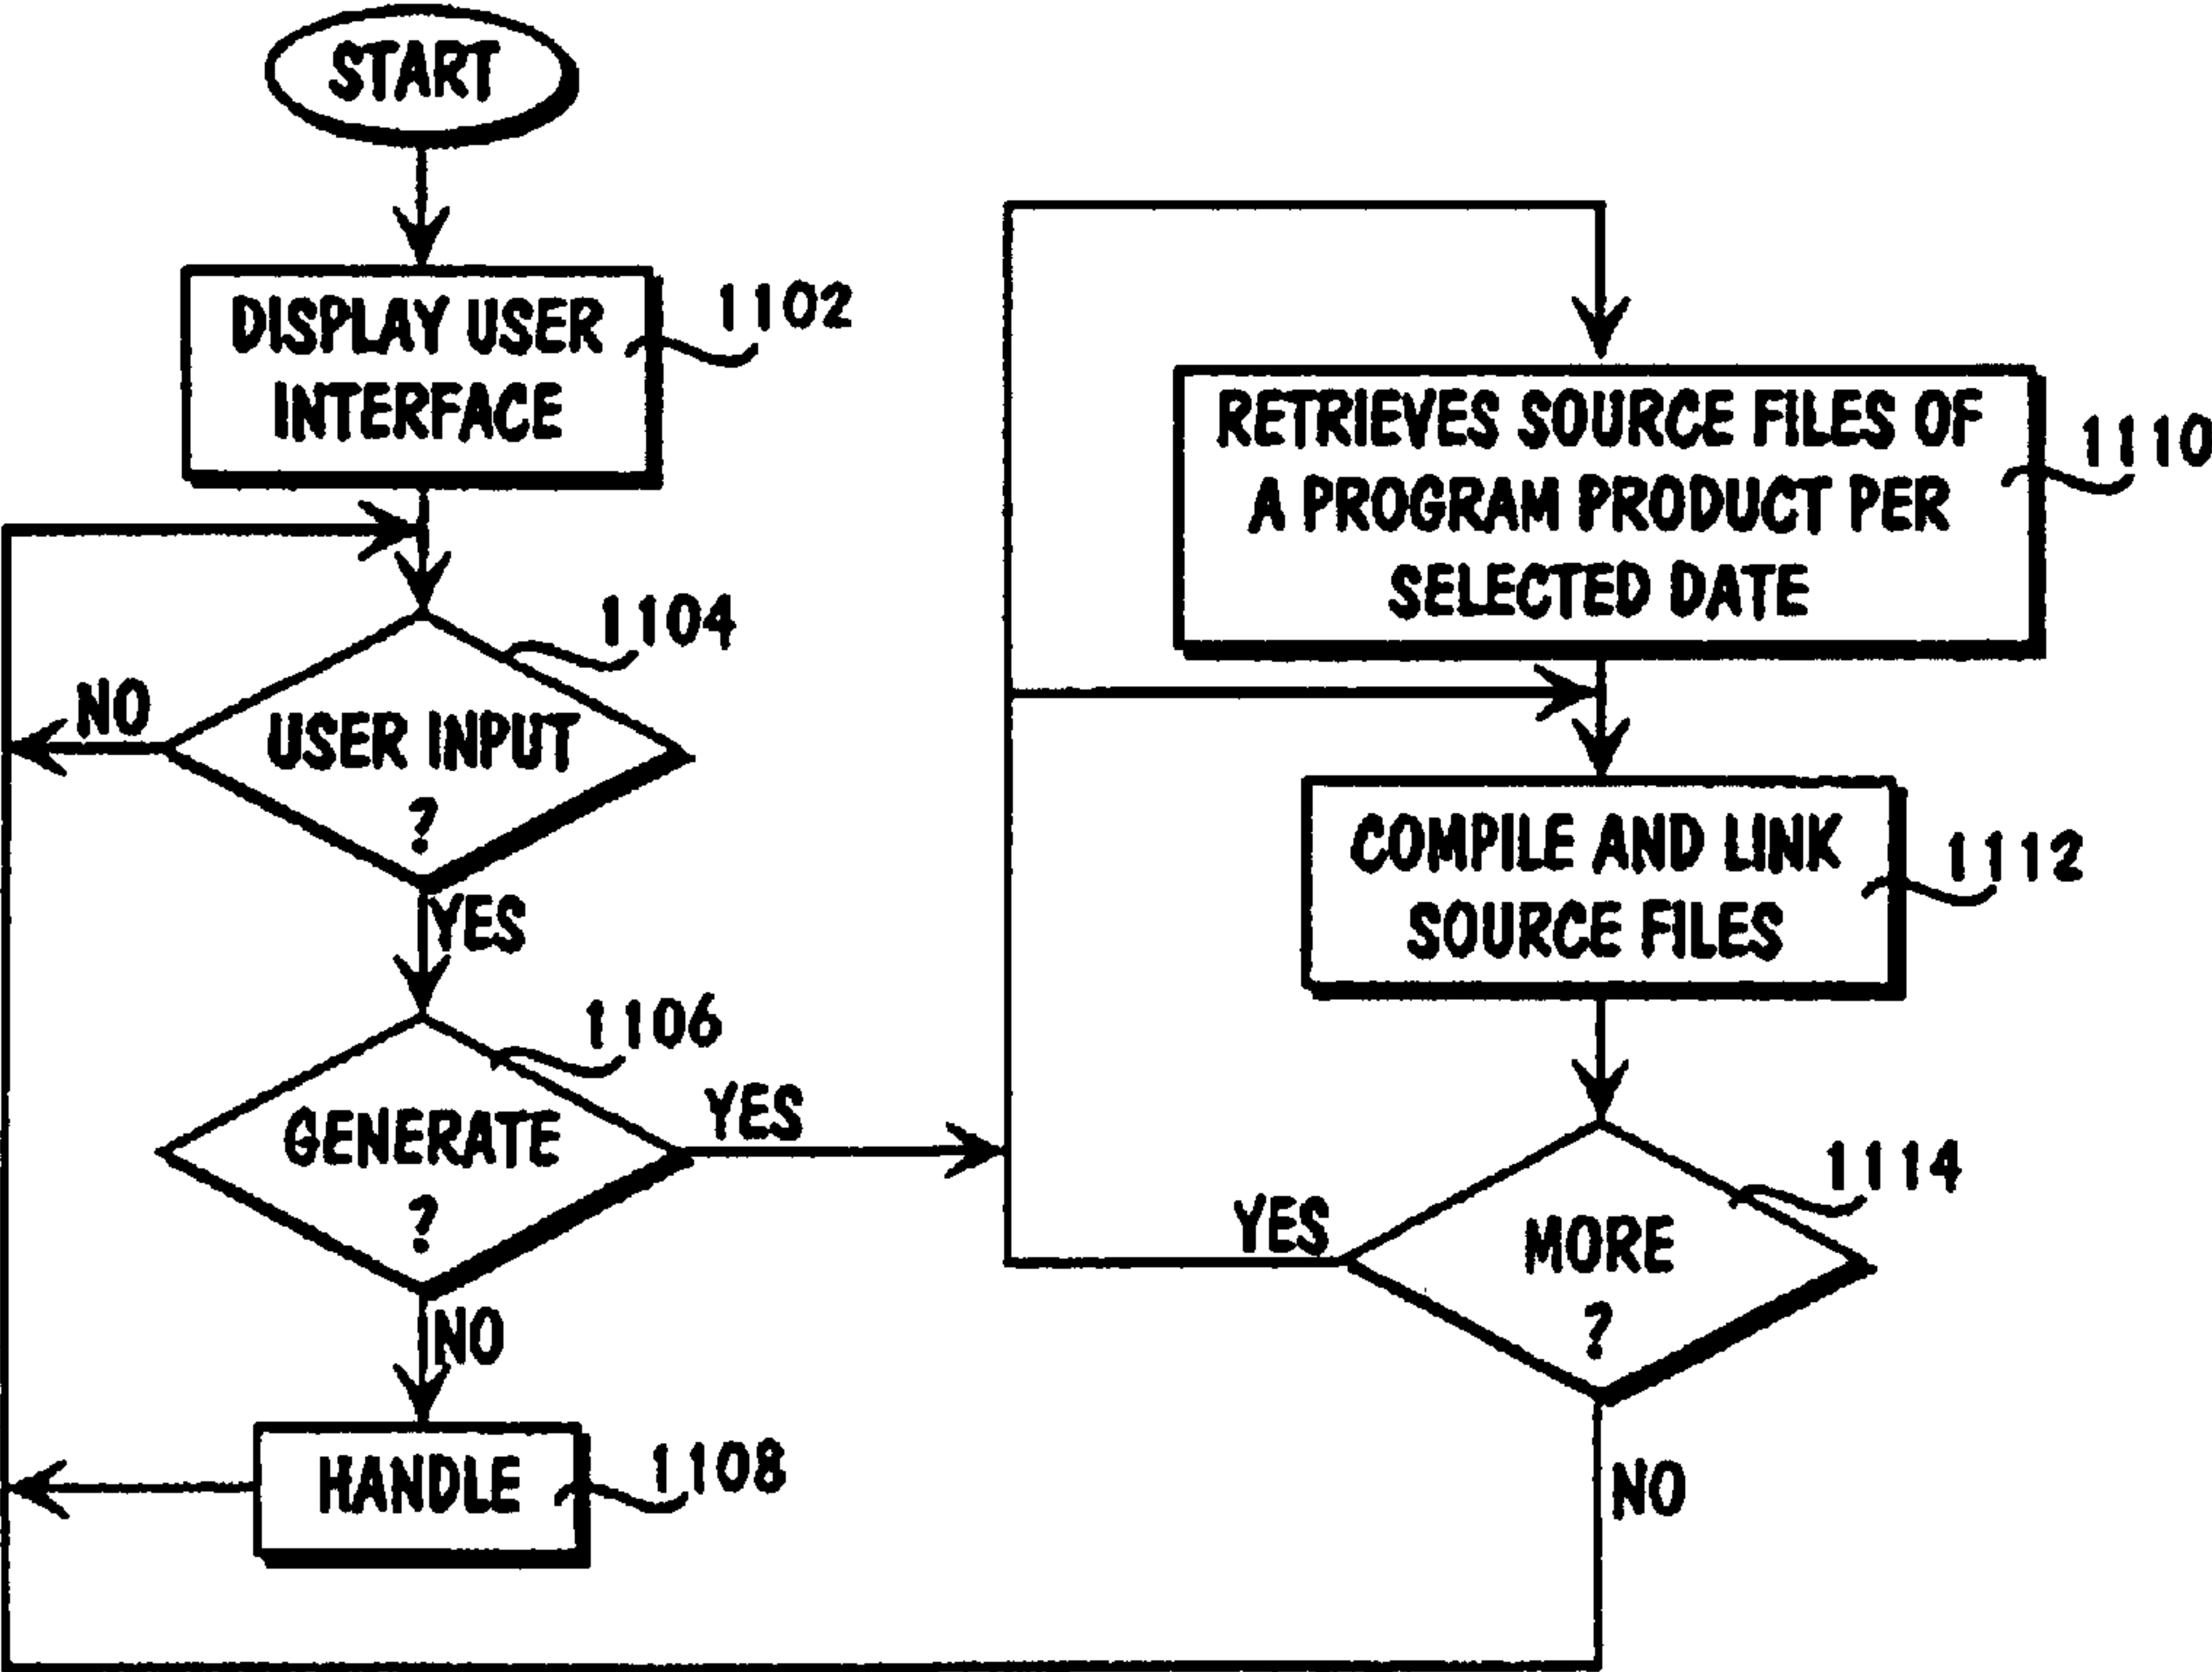 START
DISPLAY USER
INTERFACE
1102
1104
NO
USER INPUT
?
YES
1106
GENERATE
?
YES
NO
HANDLE
1108
RETRIEVES SOURCE FILES OF
A PROGRAM PRODUCT PER
SELECTED DATE
1110
COMPILE AND LINK
SOURCE FILES
1112
1114
YES
MORE
?
NO